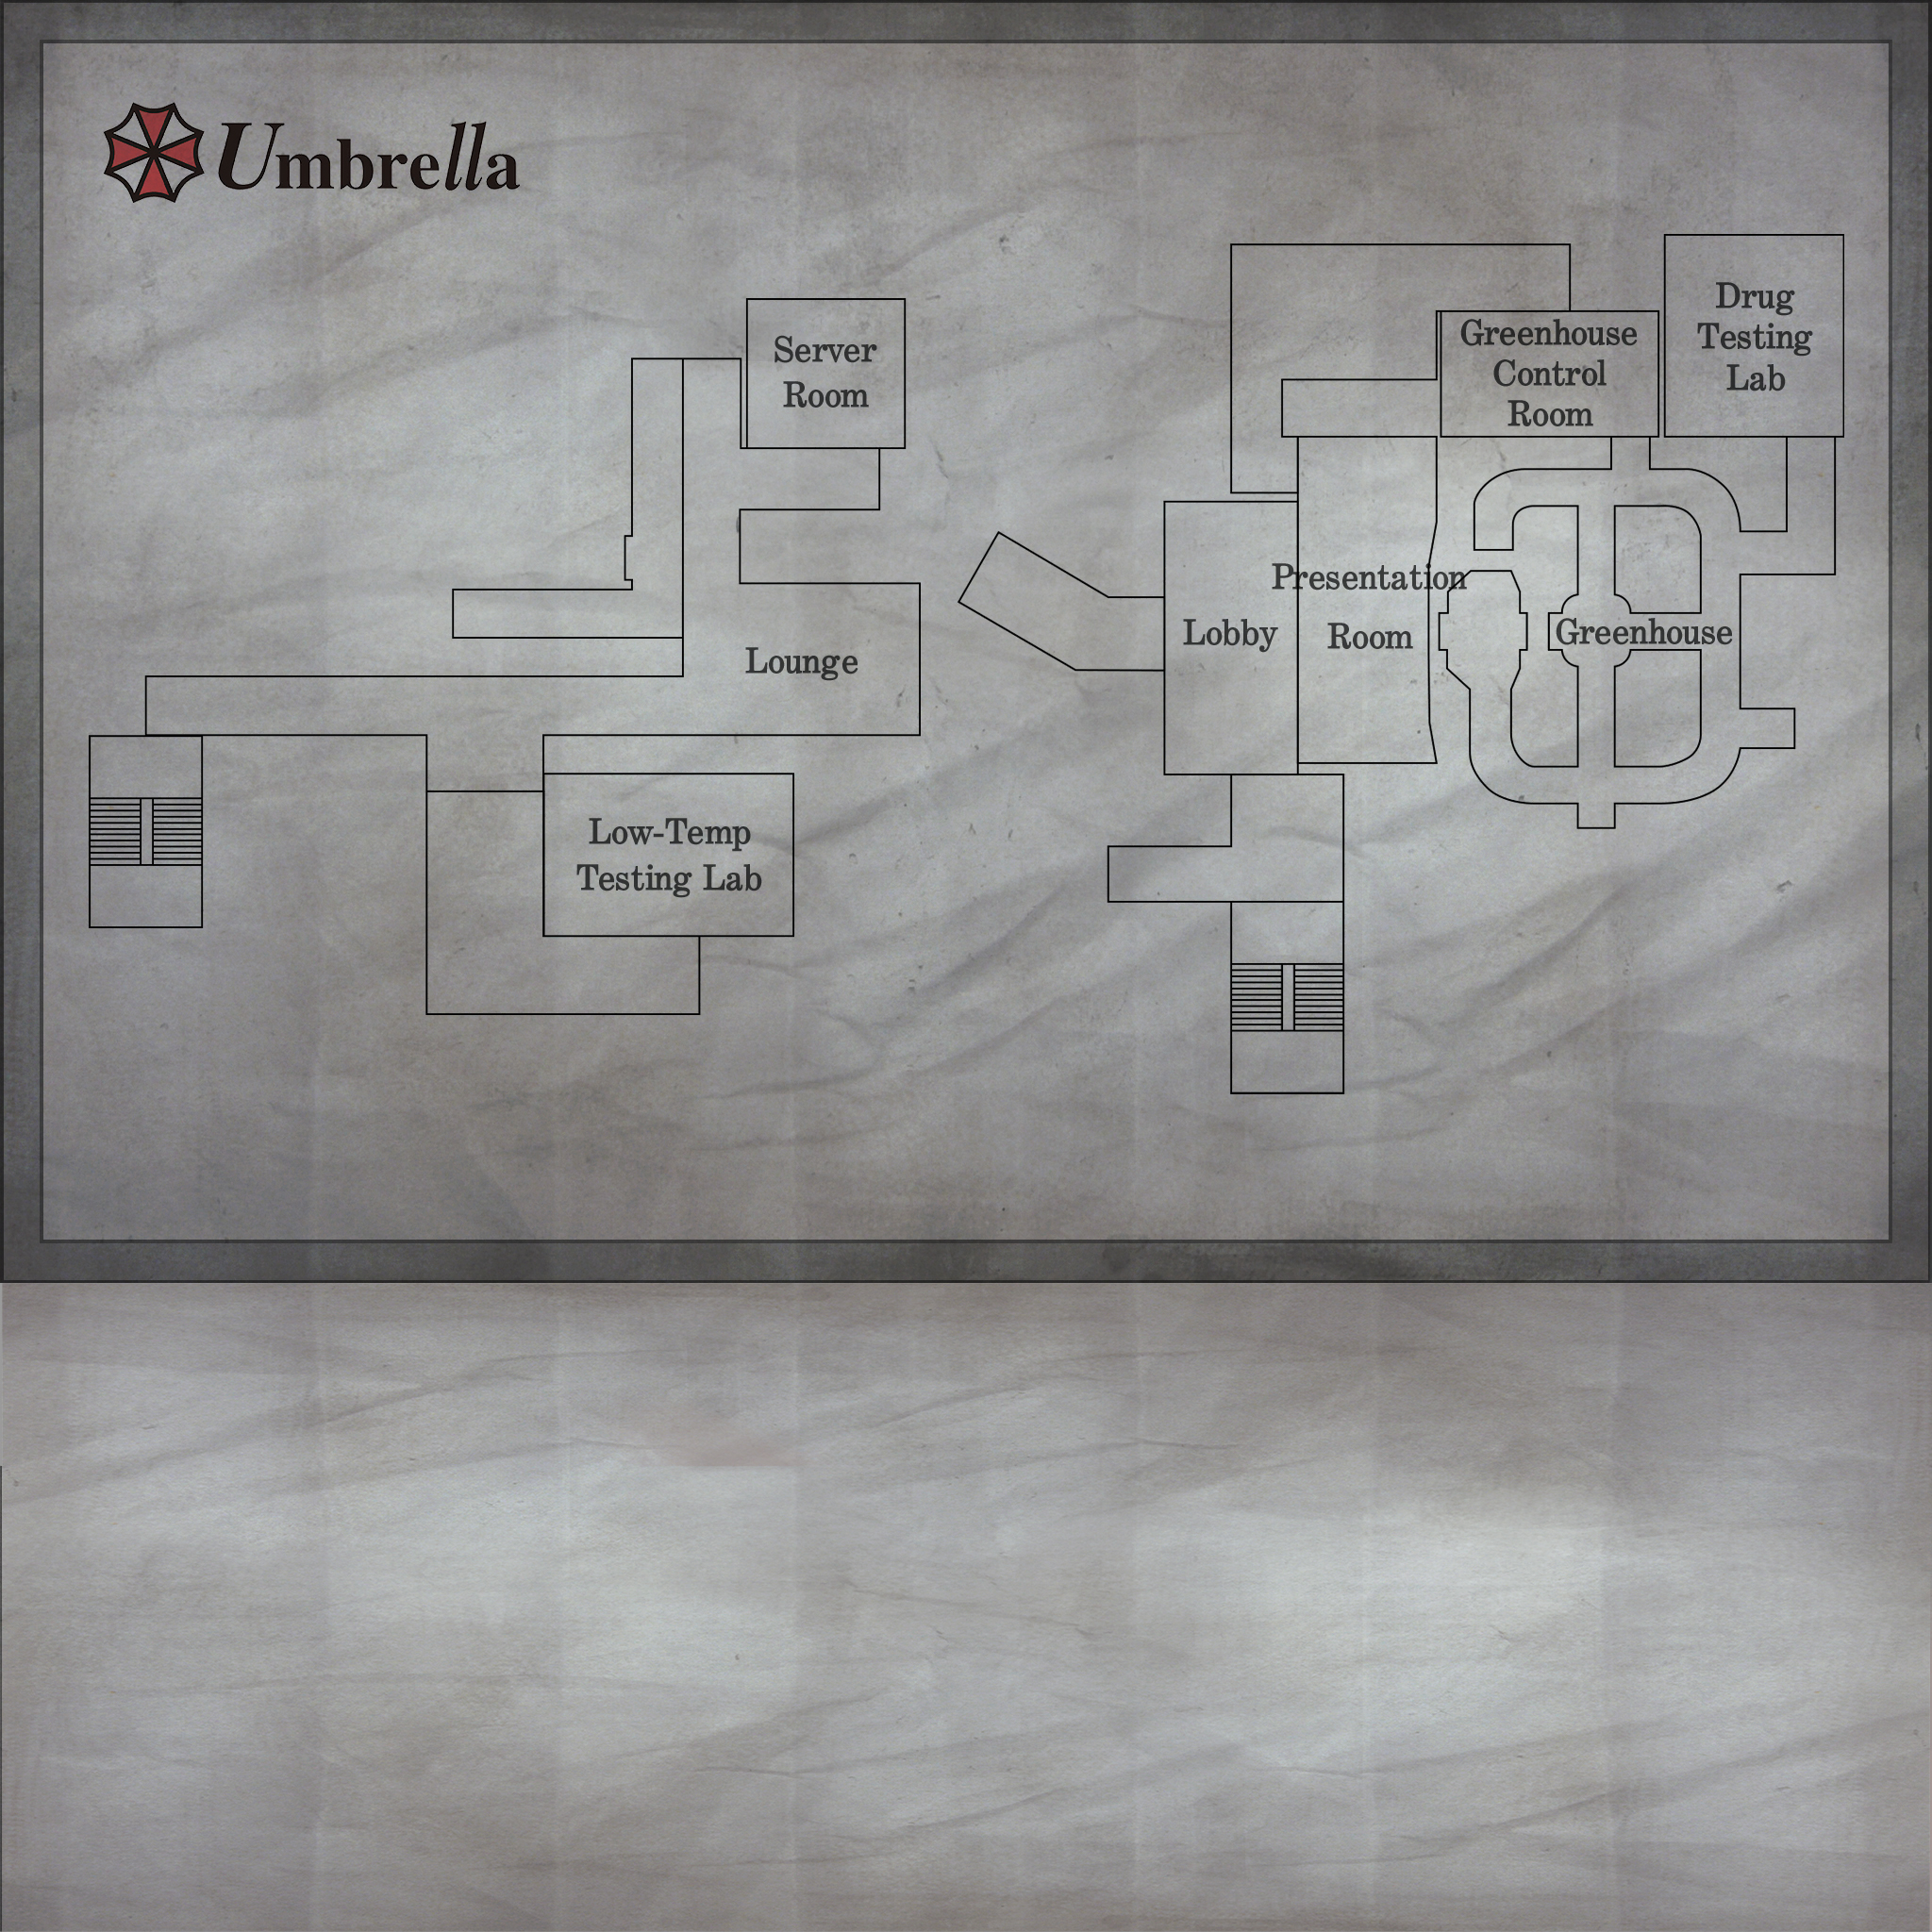 Umbrella
Server
Room
Lounge
Low-Temp
Testing Lab
Drug
Testing
Lab
Greenhouse
Control
Room
Presentation
Room
Lobby
Greenhouse